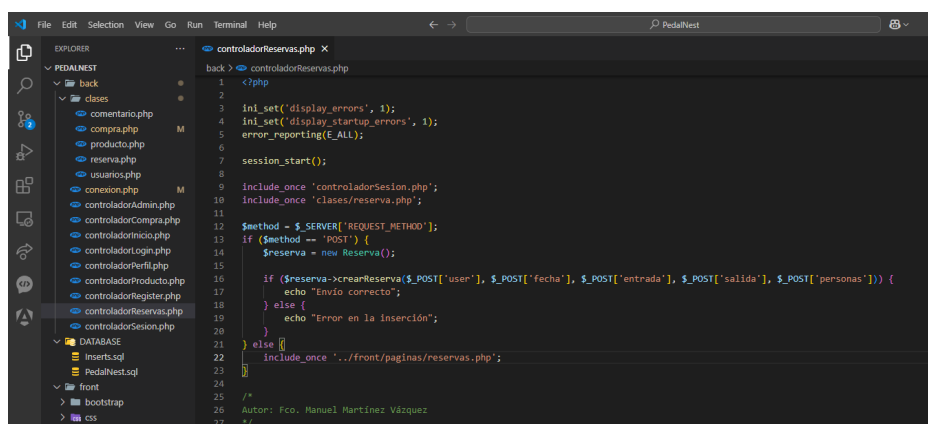 File Edit Selection View Go Run Terminal Help
PedalNest
EXPLORER
PEDALNEST
back
clases
comentario.php
compra.php M
producto.php
reserva.php
usuarios.php
conexion.php M
controladorAdmin.php
controladorCompra.php
controladorInicio.php
controladorLogin.php
controladorPerfil.php
controladorProducto.php
controladorRegister.php
controladorReservas.php
controladorSesion.php
DATABASE
Inserts.sql
PedalNest.sql
front
bootstrap
css
2
controladorReservas.php
back > controladorReservas.php
1 <?php
2
3 ini_set('display_errors', 1);
4 ini_set('display_startup_errors', 1);
5 error_reporting(E_ALL);
6
7 session_start();
8
9 include_once 'controladorSesion.php';
10 include_once 'clases/reserva.php';
11
12 $method = $_SERVER['REQUEST_METHOD'];
13 if ($method == 'POST') {
14 $reserva = new Reserva();
15
16 if ($reserva->crearReserva($_POST['user'], $_POST['fecha'], $_POST['entrada'], $_POST['salida'], $_POST['personas'])) {
17 echo "Envío correcto";
18 } else {
19 echo "Error en la inserción";
20 }
21 } else {
22 include_once '../front/paginas/reservas.php';
23 }
24
25 /*
26 Autor: Fco. Manuel Martínez Vázquez
27 */